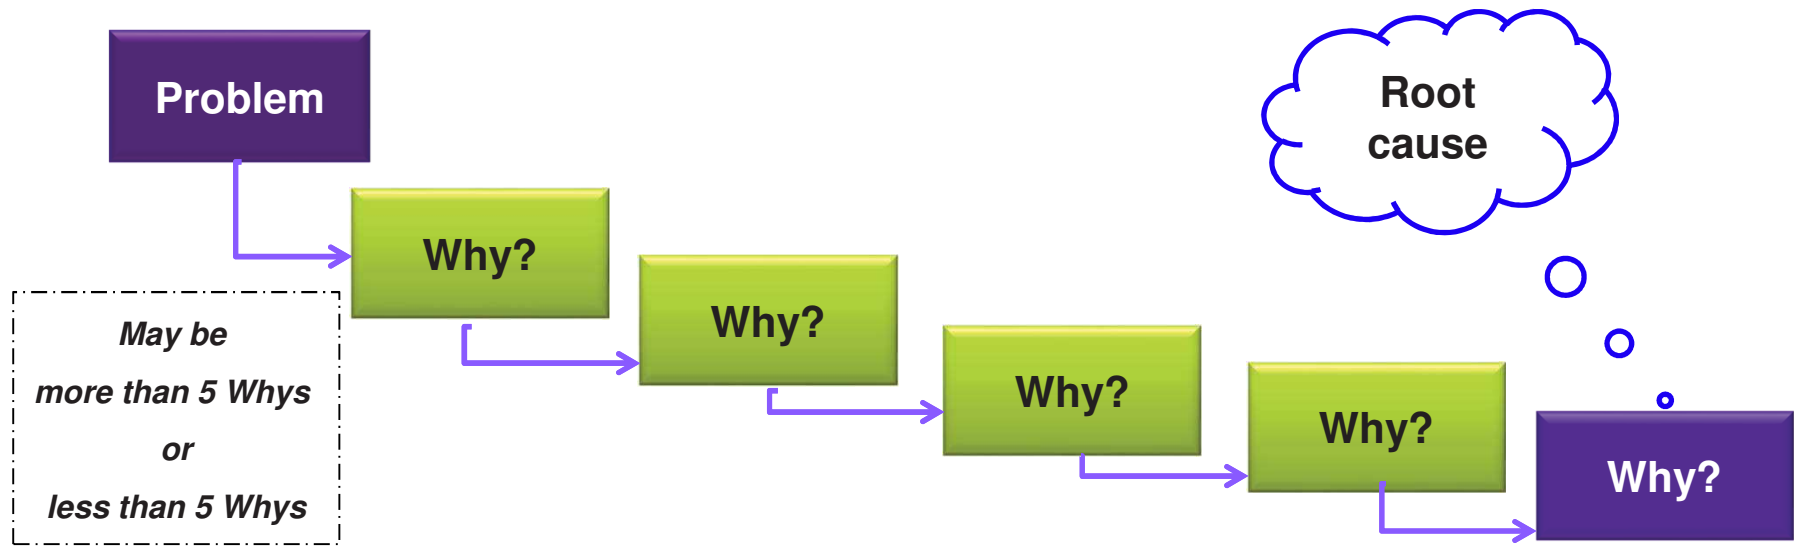 Problem
Why?
Why?
Why?
Why?
Why?
Root
cause
May be
more than 5 Whys
or
less than 5 Whys